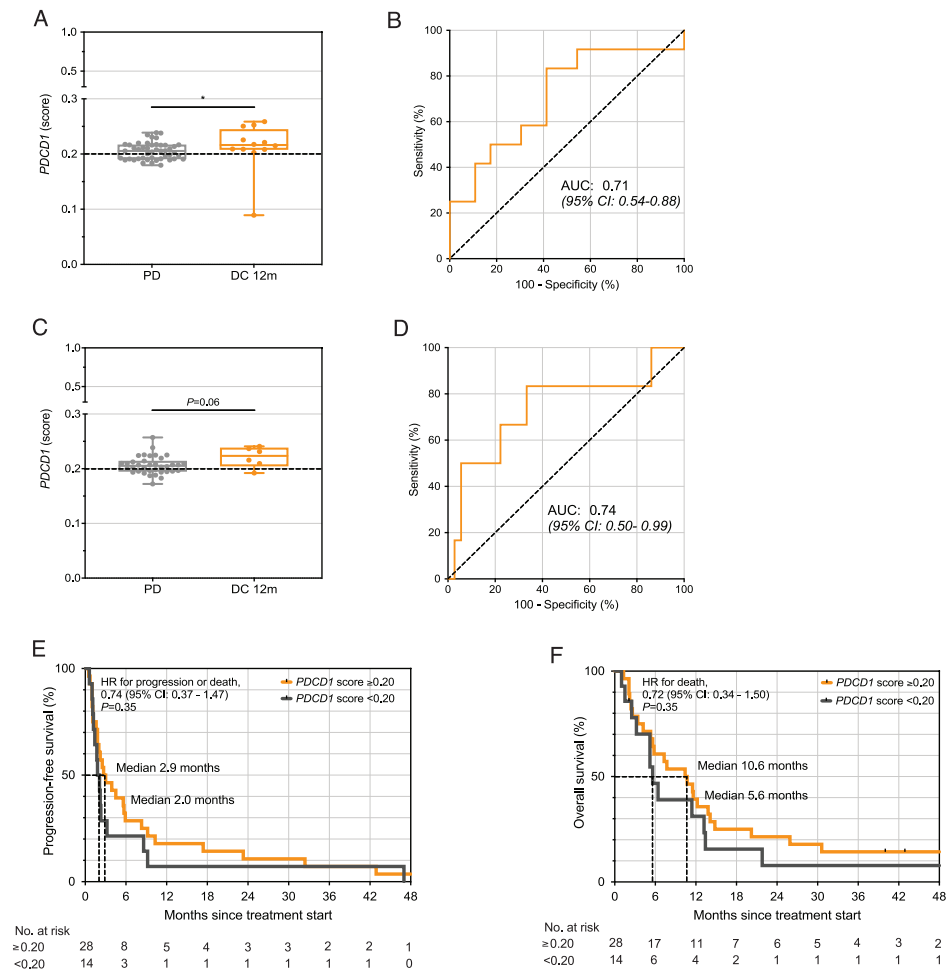 A
1.0
0.5
0.3
0.2
0.1
0.0
PDCD1 (score)
*
PD
DC 12m
B
100
80
60
40
20
0
Sensitivity (%)
AUC: 0.71
(95% CI: 0.54-0.88)
0
20
40
60
80
100
100 - Specificity (%)
C
1.0
0.5
0.3
0.2
0.1
0.0
PDCD1 (score)
P=0.06
PD
DC 12m
D
100
80
60
40
20
0
Sensitivity (%)
AUC: 0.74
(95% CI: 0.50- 0.99)
0
20
40
60
80
100
100 - Specificity (%)
E
100
50
0
Progression-free survival (%)
HR for progression or death,
0.74 (95% CI: 0.37 - 1.47)
P=0.35
PDCD1 score ≥0.20
PDCD1 score <0.20
Median 2.9 months
Median 2.0 months
0 6 12 18 24 30 36 42 48
Months since treatment start
No. at risk
≥0.20 28 8 5 4 3 3 2 2 1
<0.20 14 3 1 1 1 1 1 1 0
F
100
50
0
Overall survival (%)
HR for death,
0.72 (95% CI: 0.34 - 1.50)
P=0.35
PDCD1 score ≥0.20
PDCD1 score <0.20
Median 10.6 months
Median 5.6 months
0 6 12 18 24 30 36 42 48
Months since treatment start
No. at risk
≥0.20 28 17 11 7 6 5 4 3 2
<0.20 14 6 4 2 1 1 1 1 1